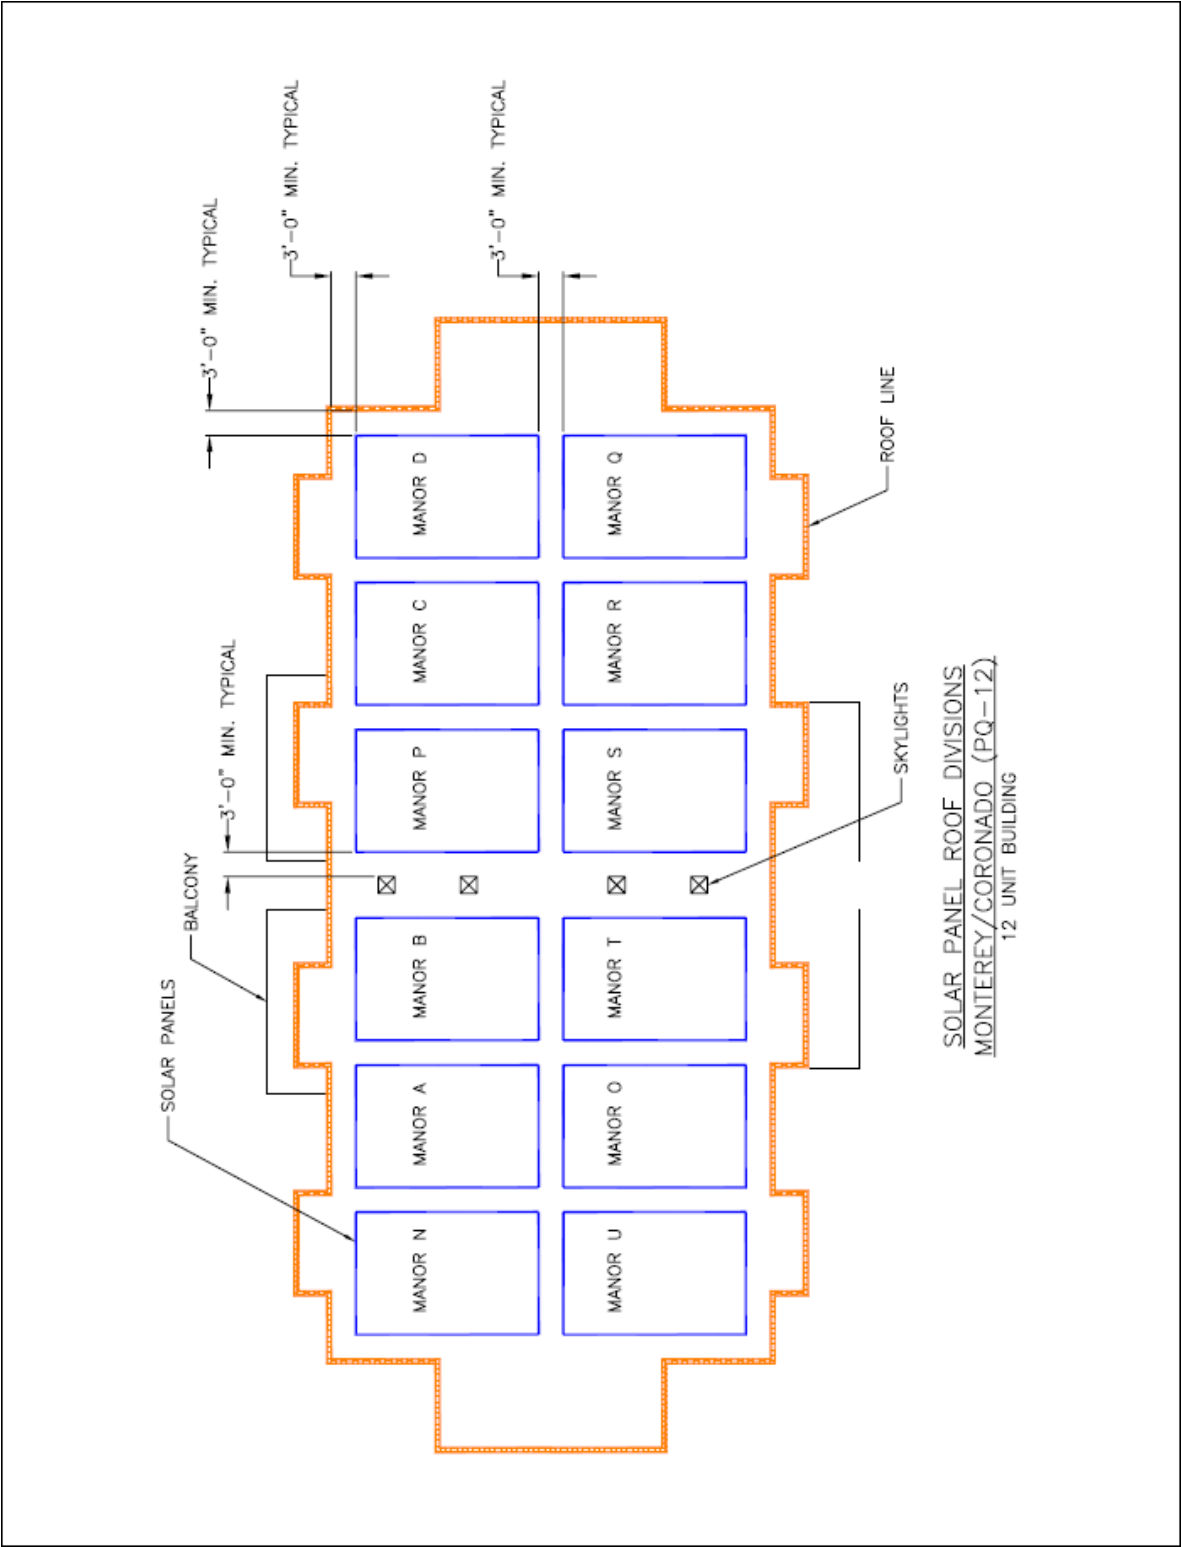 SOLAR PANELS
BALCONY
3'-0" MIN. TYPICAL
3'-0" MIN. TYPICAL
3'-0" MIN. TYPICAL
MANOR N
MANOR A
MANOR B
MANOR P
MANOR C
MANOR D
3'-0" MIN. TYPICAL
MANOR U
MANOR O
MANOR T
MANOR S
MANOR R
MANOR Q
SKYLIGHTS
ROOF LINE
SOLAR PANEL ROOF DIVISIONS
MONTEREY/CORONADO (PQ-12)
12 UNIT BUILDING